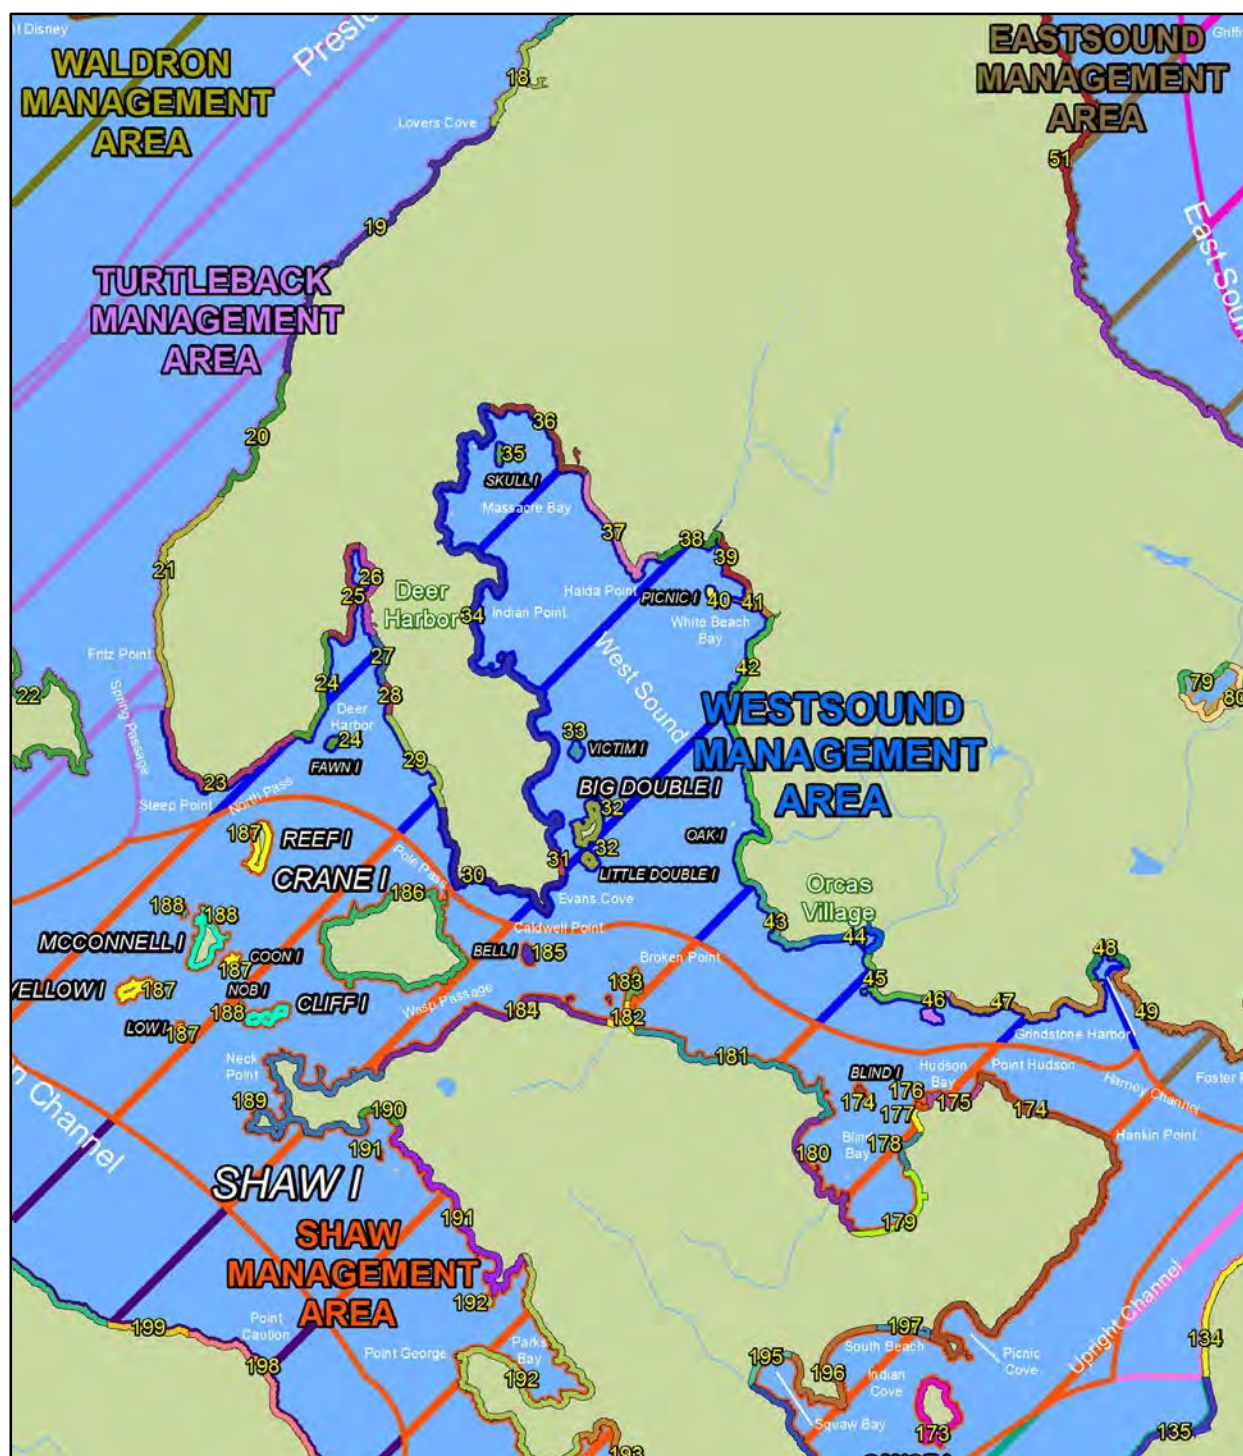 t Disney
WALDRON
MANAGEMENT
AREA
EASTSOUND
MANAGEMENT
AREA
18
Lovers Cove
51
19
East Soun
TURTLEBACK
MANAGEMENT
AREA
20
36
35
SKULL I
Massacre Bay
37
38
39
21
26
25
Deer
Harbor
Haida Point
PICNIC I
40
41
34
Indian Point
White Beach
Bay
Fritz Point
27
West Sound
42
22
Spring Passage
24
28
79
80
Deer
Harbor
24
FAWN I
33
VICTIM I
WESTSOUND
MANAGEMENT
AREA
29
23
North Pass
BIG DOUBLE I
32
Steep Point
187
REEF I
OAK I
32
31
LITTLE DOUBLE I
CRANE I
Pole Pass
30
186
Evans Cove
Orcas
Village
188
188
Caldwell Point
43
44
MCCONNELL I
COON I
187
BELL I
185
Broken Point
48
YELLOW I
187
NOB I
188
CLIFF I
Wasp Passage
183
45
46
47
49
LOW I
187
184
182
Grindstone Harbor
Neck
Point
181
BLIND I
Hudson
Bay
Point Hudson
Harney Channel
Foster P
n Channel
189
190
174
176
175
174
177
Hankin Point
191
180
Blind
Bay
178
SHAW I
191
179
SHAW
MANAGEMENT
AREA
192
Upright Channel
199
Point
Caution
Point George
Parks
Bay
197
South Beach
134
198
192
195
196
Indian
Cove
Picnic
Cove
Squaw Bay
173
135
193